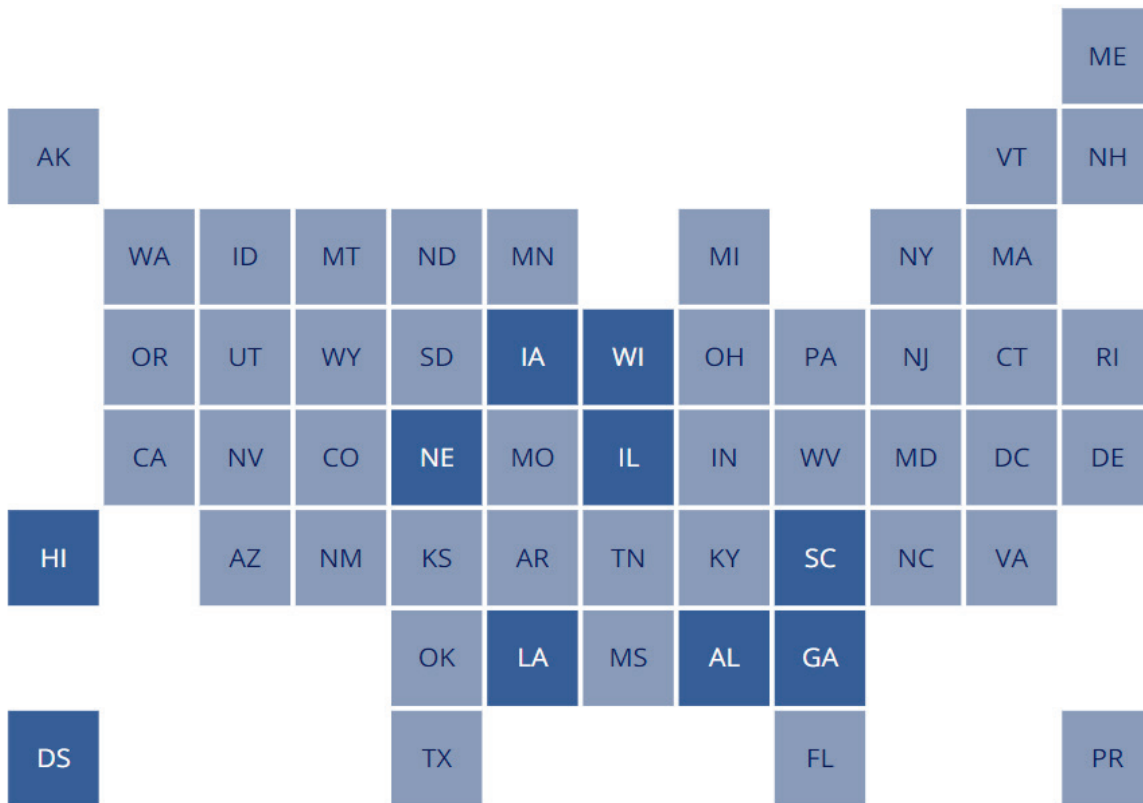 ME
AK VT NH
WA ID MT ND MN MI NY MA
OR UT WY SD IA WI OH PA NJ CT RI
CA NV CO NE MO IL IN WV MD DC DE
HI AZ NM KS AR TN KY SC NC VA
OK LA MS AL GA
DS TX FL PR